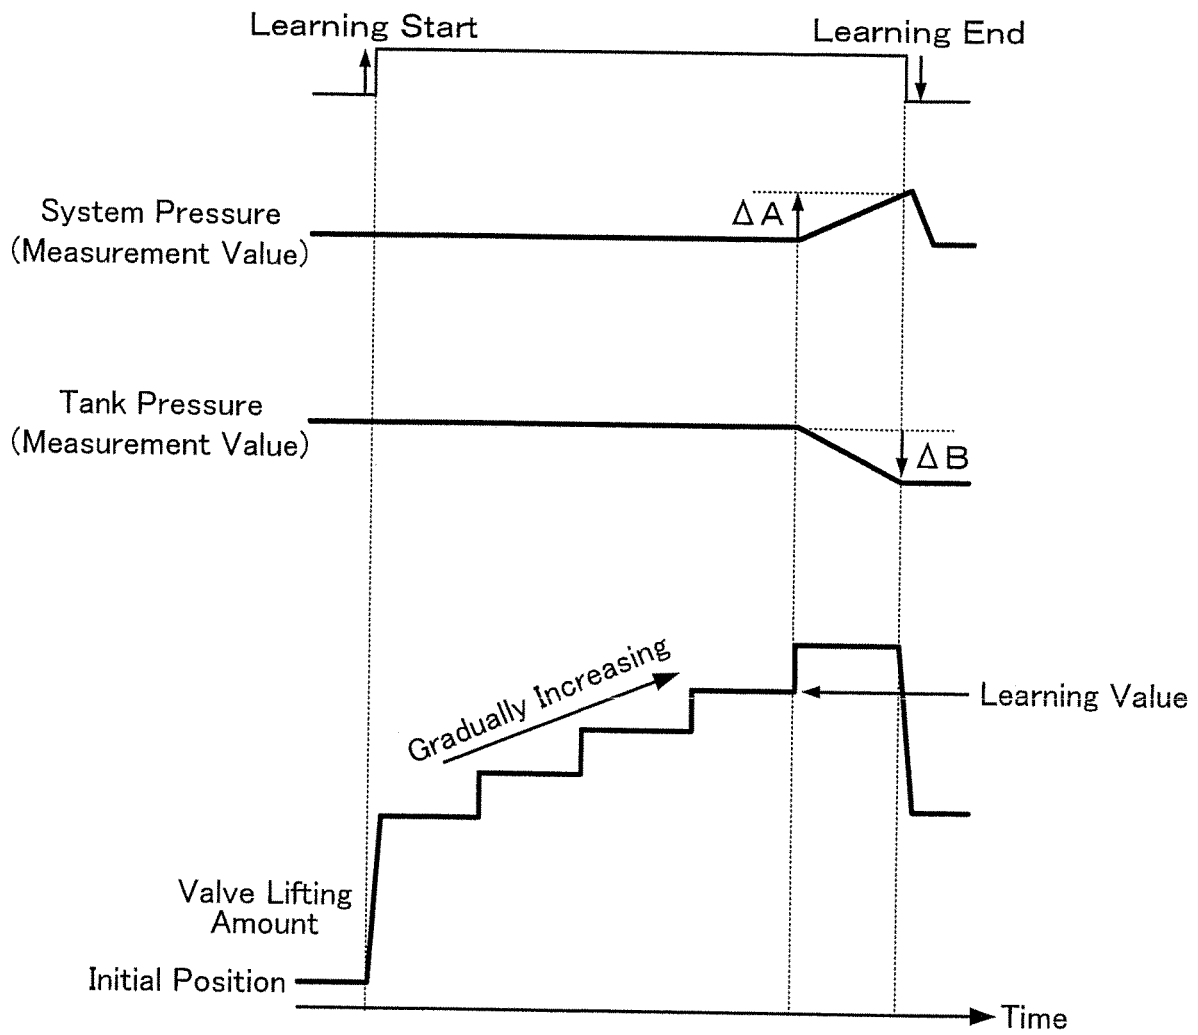 Learning Start
Learning End
System Pressure
(Measurement Value)
ΔA
Tank Pressure
(Measurement Value)
ΔB
Gradually Increasing
Learning Value
Valve Lifting
Amount
Initial Position
Time